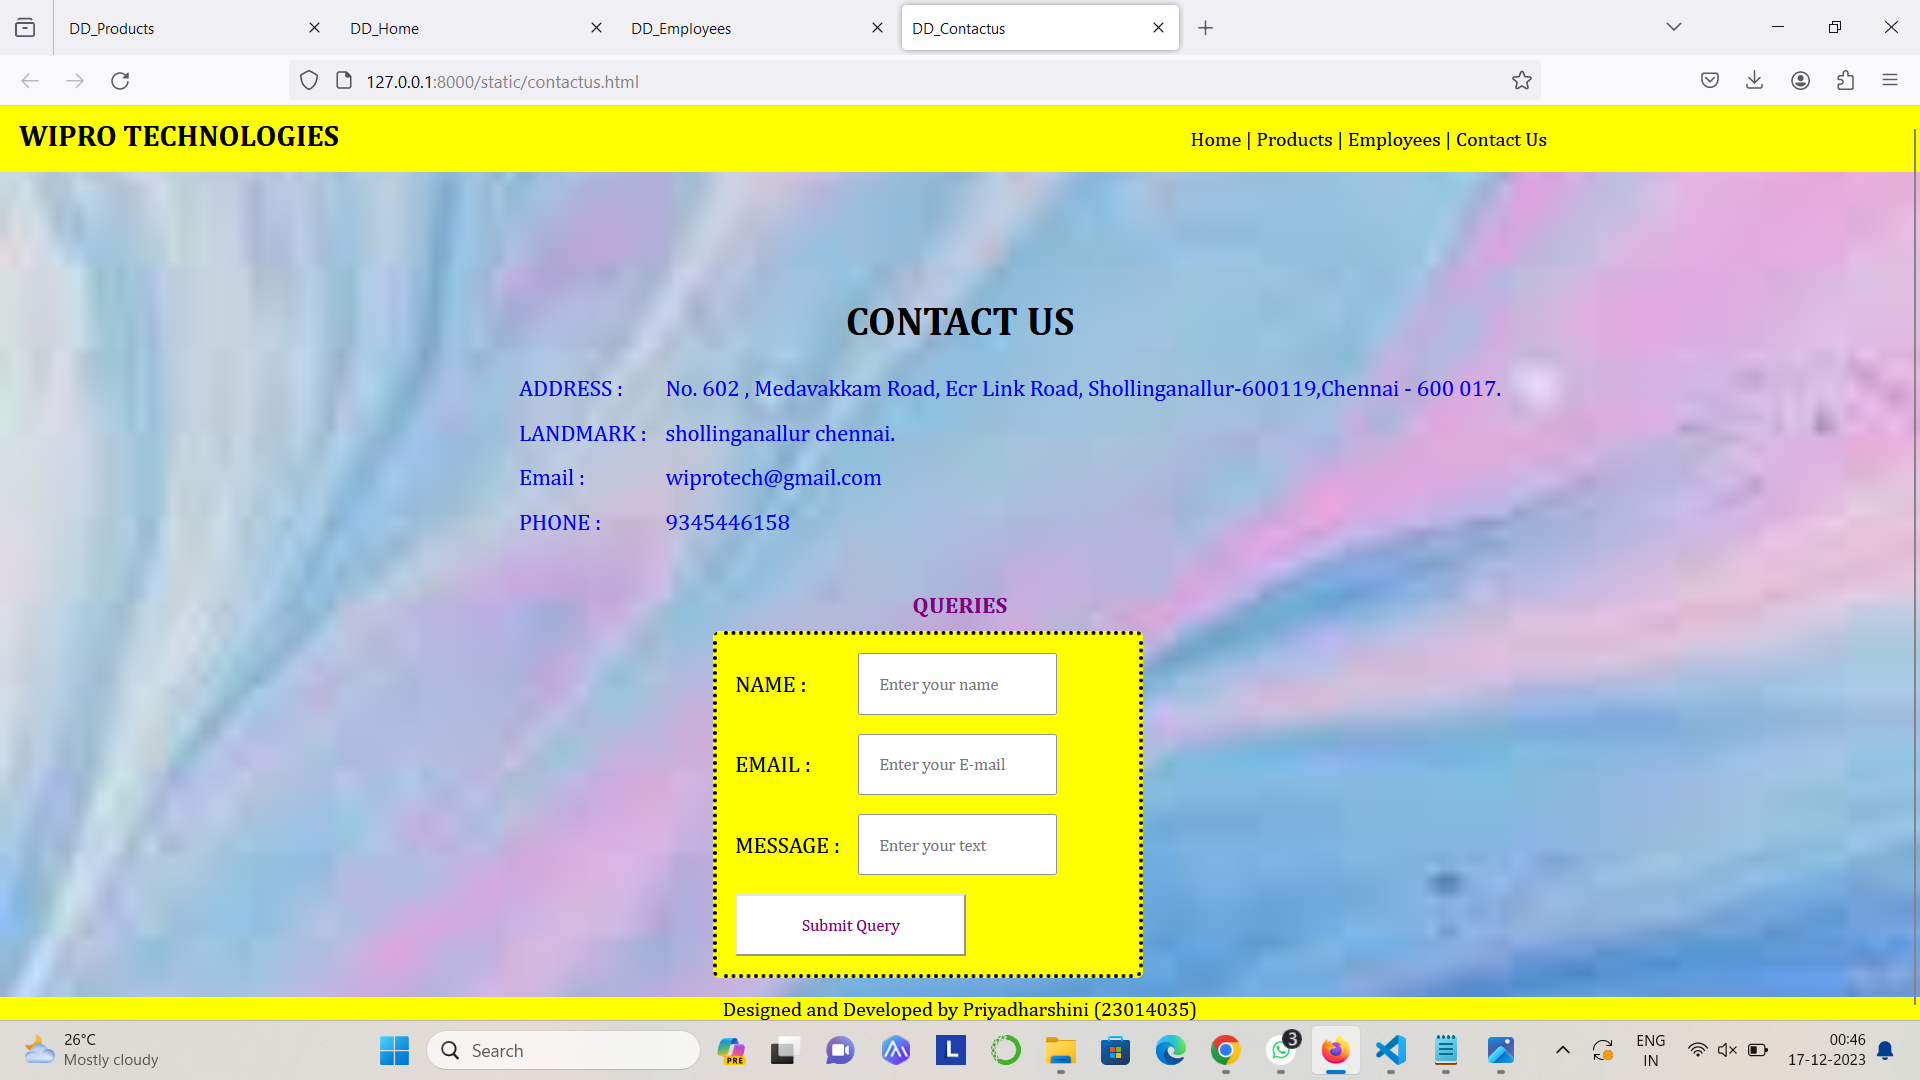 DD_Products
DD_Home
DD_Employees
DD_Contactus
127.0.0.1:8000/static/contactus.html
WIPRO TECHNOLOGIES
Home | Products | Employees | Contact Us
CONTACT US
ADDRESS : No. 602 , Medavakkam Road, Ecr Link Road, Shollinganallur-600119,Chennai - 600 017.
LANDMARK : shollinganallur chennai.
Email : wiprotech@gmail.com
PHONE : 9345446158
QUERIES
NAME : Enter your name
EMAIL : Enter your E-mail
MESSAGE : Enter your text
Submit Query
Designed and Developed by Priyadharshini (23014035)
26°C
Mostly cloudy
Search
PRE
L
3
ENG
IN
00:46
17-12-2023